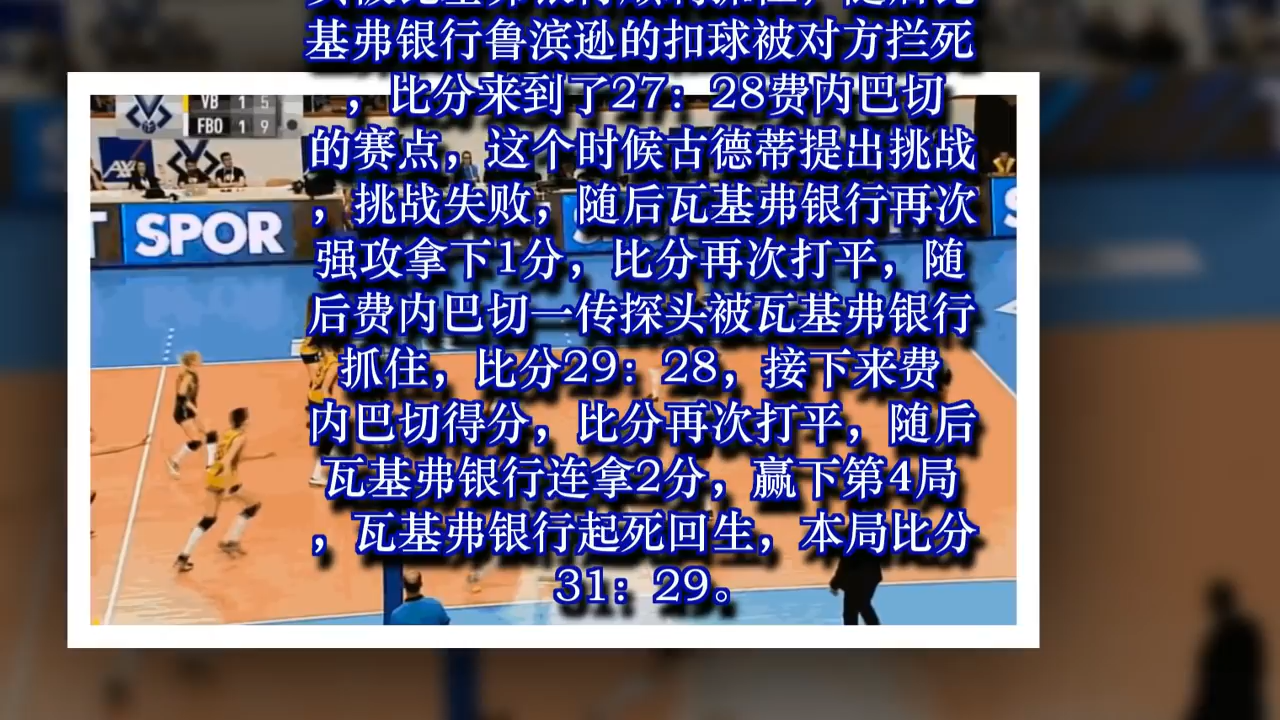 基弗银行鲁滨逊的扣球被对方拦死
，比分来到了27：28费内巴切
的赛点，这个时候古德蒂提出挑战
，挑战失败，随后瓦基弗银行再次
强攻拿下1分，比分再次打平，随
后费内巴切一传探头被瓦基弗银行
抓住，比分29：28，接下来费
内巴切得分，比分再次打平，随后
瓦基弗银行连拿2分，赢下第4局
，瓦基弗银行起死回生，本局比分
31：29。
VB 1 5
FBO 1 9
AXA
T SPOR
S